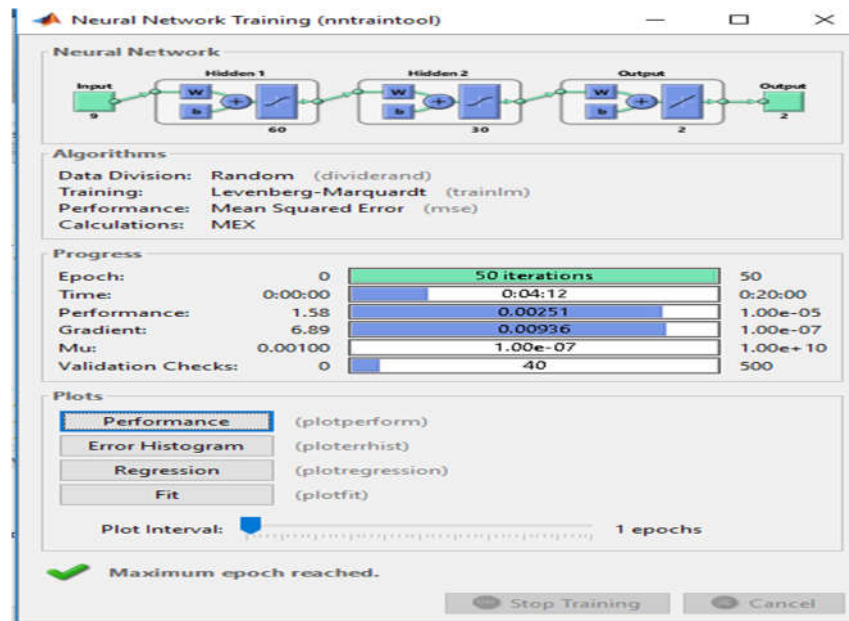 Neural Network Training (nntraintool)
Neural Network
Hidden 1 Hidden 2 Output
Input Output
W W W
b b b
+ + +
9 60 30 2 2
Algorithms
Data Division: Random (dividerand)
Training: Levenberg-Marquardt (trainlm)
Performance: Mean Squared Error (mse)
Calculations: MEX
Progress
Epoch: 0 50 iterations 50
Time: 0:00:00 0:04:12 0:20:00
Performance: 1.58 0.00251 1.00e-05
Gradient: 6.89 0.00936 1.00e-07
Mu: 0.00100 1.00e-07 1.00e+10
Validation Checks: 0 40 500
Plots
Performance (plotperform)
Error Histogram (ploterrhist)
Regression (plotregression)
Fit (plotfit)
Plot Interval: 1 epochs
Maximum epoch reached.
Stop Training Cancel